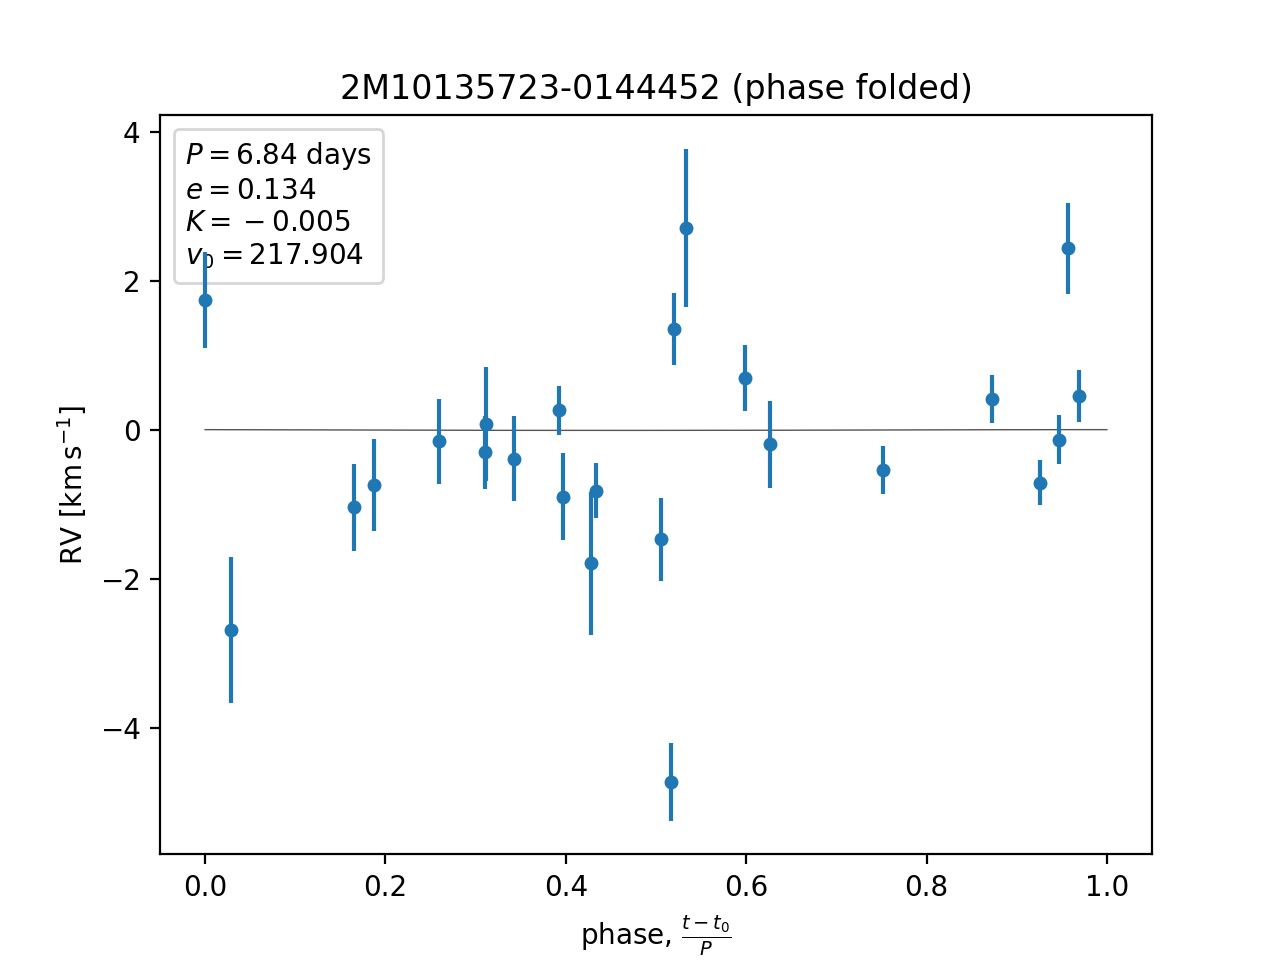 2M10135723-0144452 (phase folded)
P = 6.84 days
e = 0.134
K = −0.005
v₀ = 217.904
4
2
0
−2
−4
RV [km s⁻¹]
0.0 0.2 0.4 0.6 0.8 1.0
phase, (t − t₀)/P